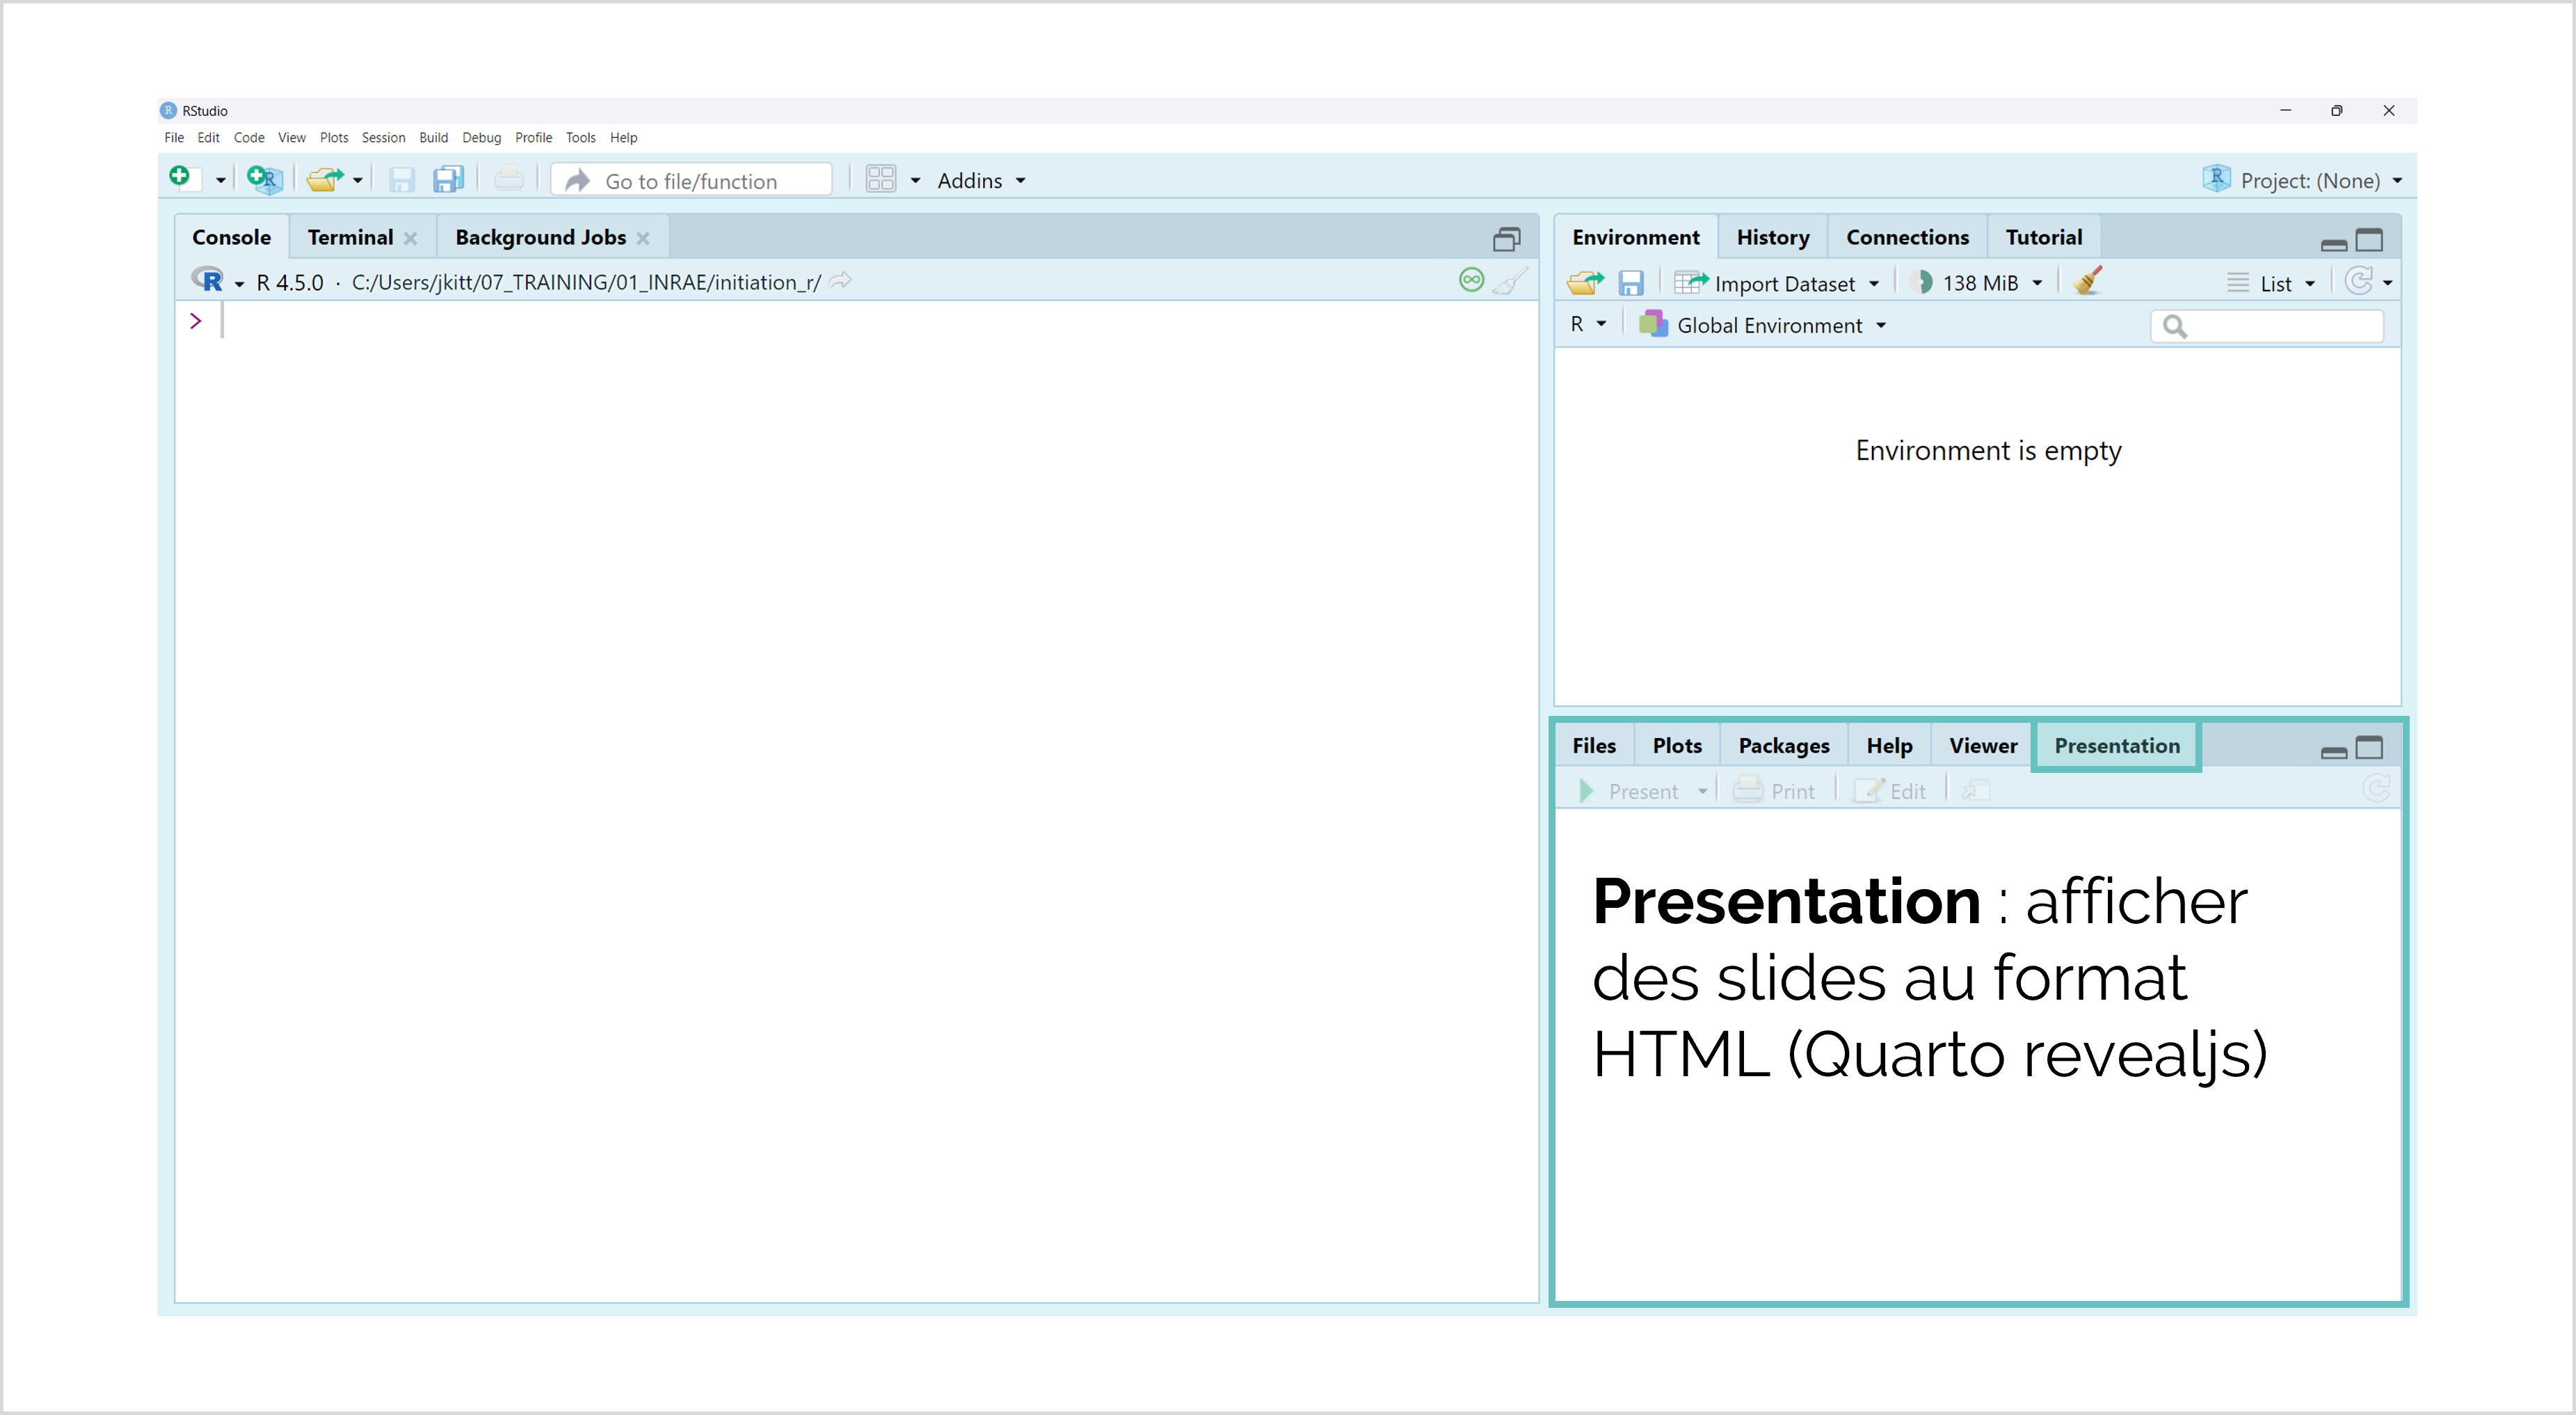 RStudio
File Edit Code View Plots Session Build Debug Profile Tools Help
Go to file/function Addins Project: (None)
Console Terminal Background Jobs
R 4.5.0 · C:/Users/jkitt/07_TRAINING/01_INRAE/initiation_r/
>
Environment History Connections Tutorial
Import Dataset 138 MiB List
R Global Environment
Environment is empty
Files Plots Packages Help Viewer Presentation
Present Print Edit
Presentation : afficher
des slides au format
HTML (Quarto revealjs)